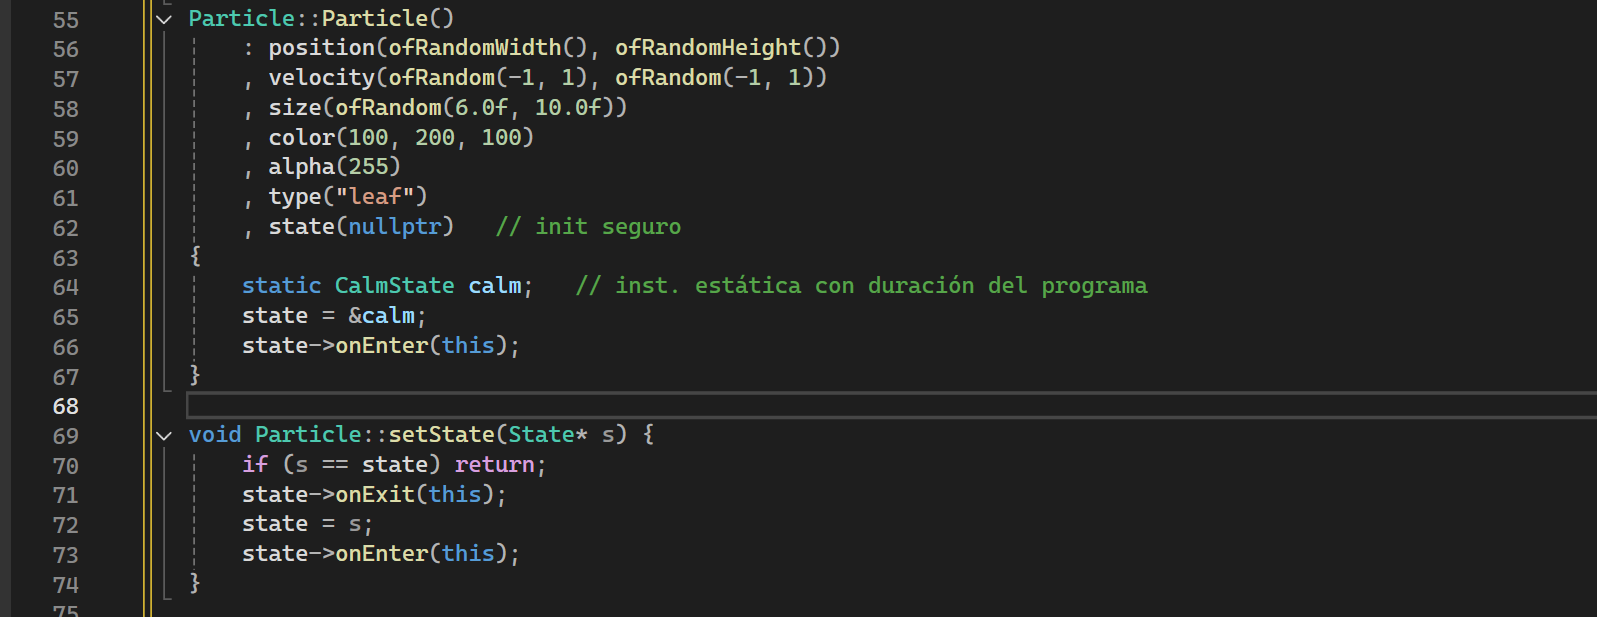 55 Particle::Particle()
56     : position(ofRandomWidth(), ofRandomHeight())
57     , velocity(ofRandom(-1, 1), ofRandom(-1, 1))
58     , size(ofRandom(6.0f, 10.0f))
59     , color(100, 200, 100)
60     , alpha(255)
61     , type("leaf")
62     , state(nullptr)   // init seguro
63 {
64     static CalmState calm;   // inst. estática con duración del programa
65     state = &calm;
66     state->onEnter(this);
67 }
68
69 void Particle::setState(State* s) {
70     if (s == state) return;
71     state->onExit(this);
72     state = s;
73     state->onEnter(this);
74 }
75